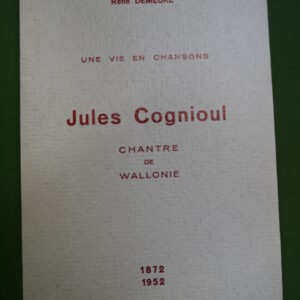 René DEMEURE
UNE VIE EN CHANSONS
Jules Cognioul
CHANTRE
DE
WALLONIE
1872
1952